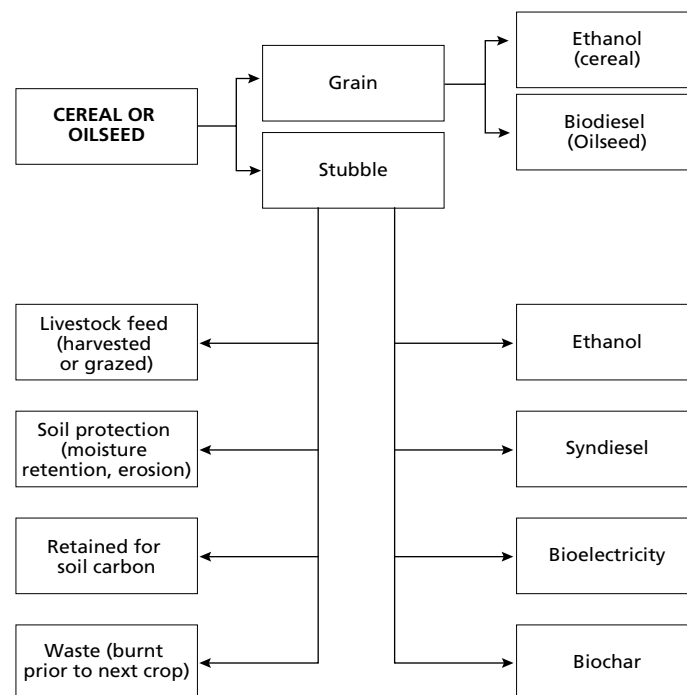 Ethanol
(cereal)
Grain
CEREAL OR
OILSEED
Biodiesel
(Oilseed)
Stubble
Livestock feed
(harvested
or grazed)
Ethanol
Soil protection
(moisture
retention, erosion)
Syndiesel
Retained for
soil carbon
Bioelectricity
Waste (burnt
prior to next crop)
Biochar